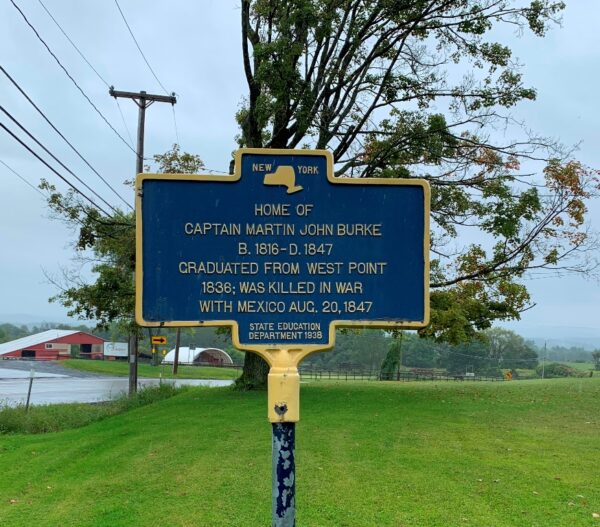 NEW YORK
HOME OF
CAPTAIN MARTIN JOHN BURKE
B. 1816-D. 1847
GRADUATED FROM WEST POINT
1836; WAS KILLED IN WAR
WITH MEXICO AUG. 20, 1847
STATE EDUCATION
DEPARTMENT 1938